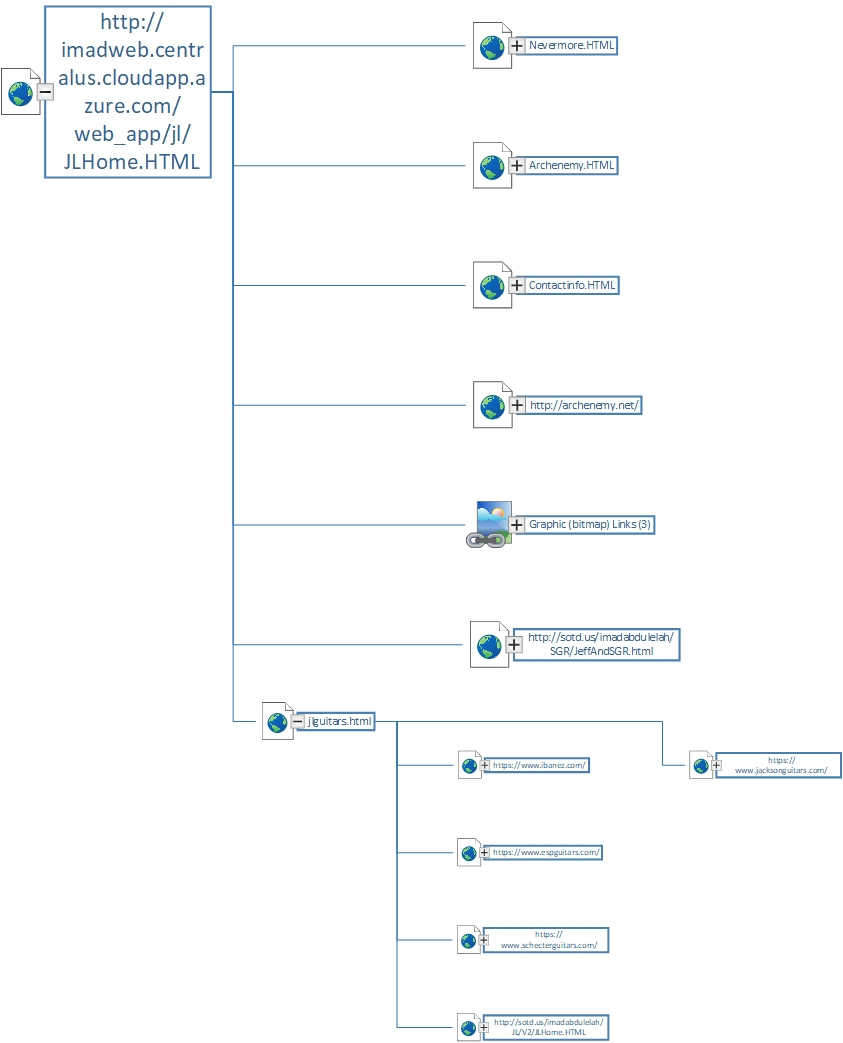 http://
imadweb.centr
alus.cloudapp.a
zure.com/
web_app/jl/
JLHome.HTML
Nevermore.HTML
Archenemy.HTML
Contactinfo.HTML
http://archenemy.net/
Graphic (bitmap) Links (3)
http://sotd.us/imadabdulelah/
SGR/JeffAndSGR.html
jlguitars.html
https://www.ibanez.com/
https://
www.jacksonguitars.com/
https://www.espguitars.com/
https://
www.schecterguitars.com/
http://sotd.us/imadabdulelah/
JL/V2/JLHome.HTML